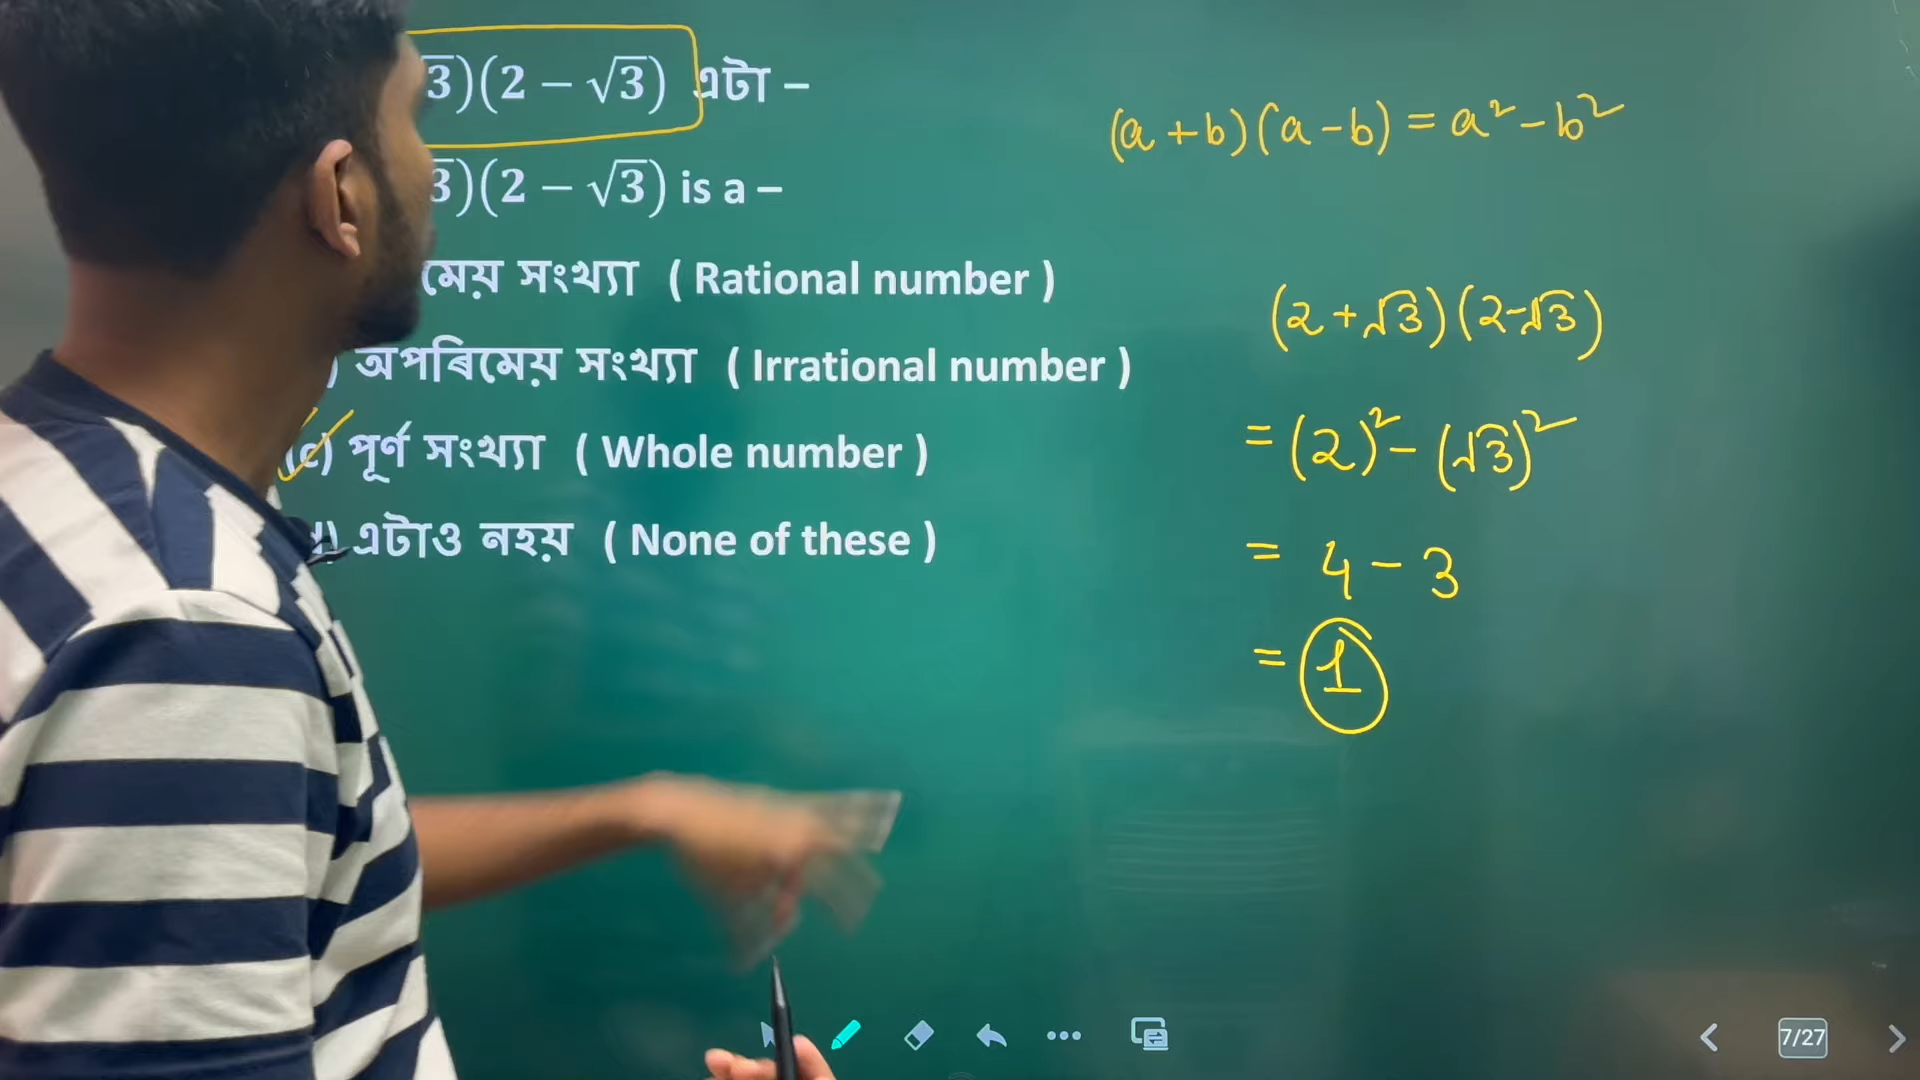 3)(2 − √3) এটা –
3)(2 − √3) is a –
মেয় সংখ্যা ( Rational number )
) অপৰিমেয় সংখ্যা ( Irrational number )
(c) পূৰ্ণ সংখ্যা ( Whole number )
d) এটাও নহয় ( None of these )
(a + b)(a - b) = a² - b²
(2 + √3)(2-√3)
= (2)² - (√3)²
= 4 - 3
= 1
7/27